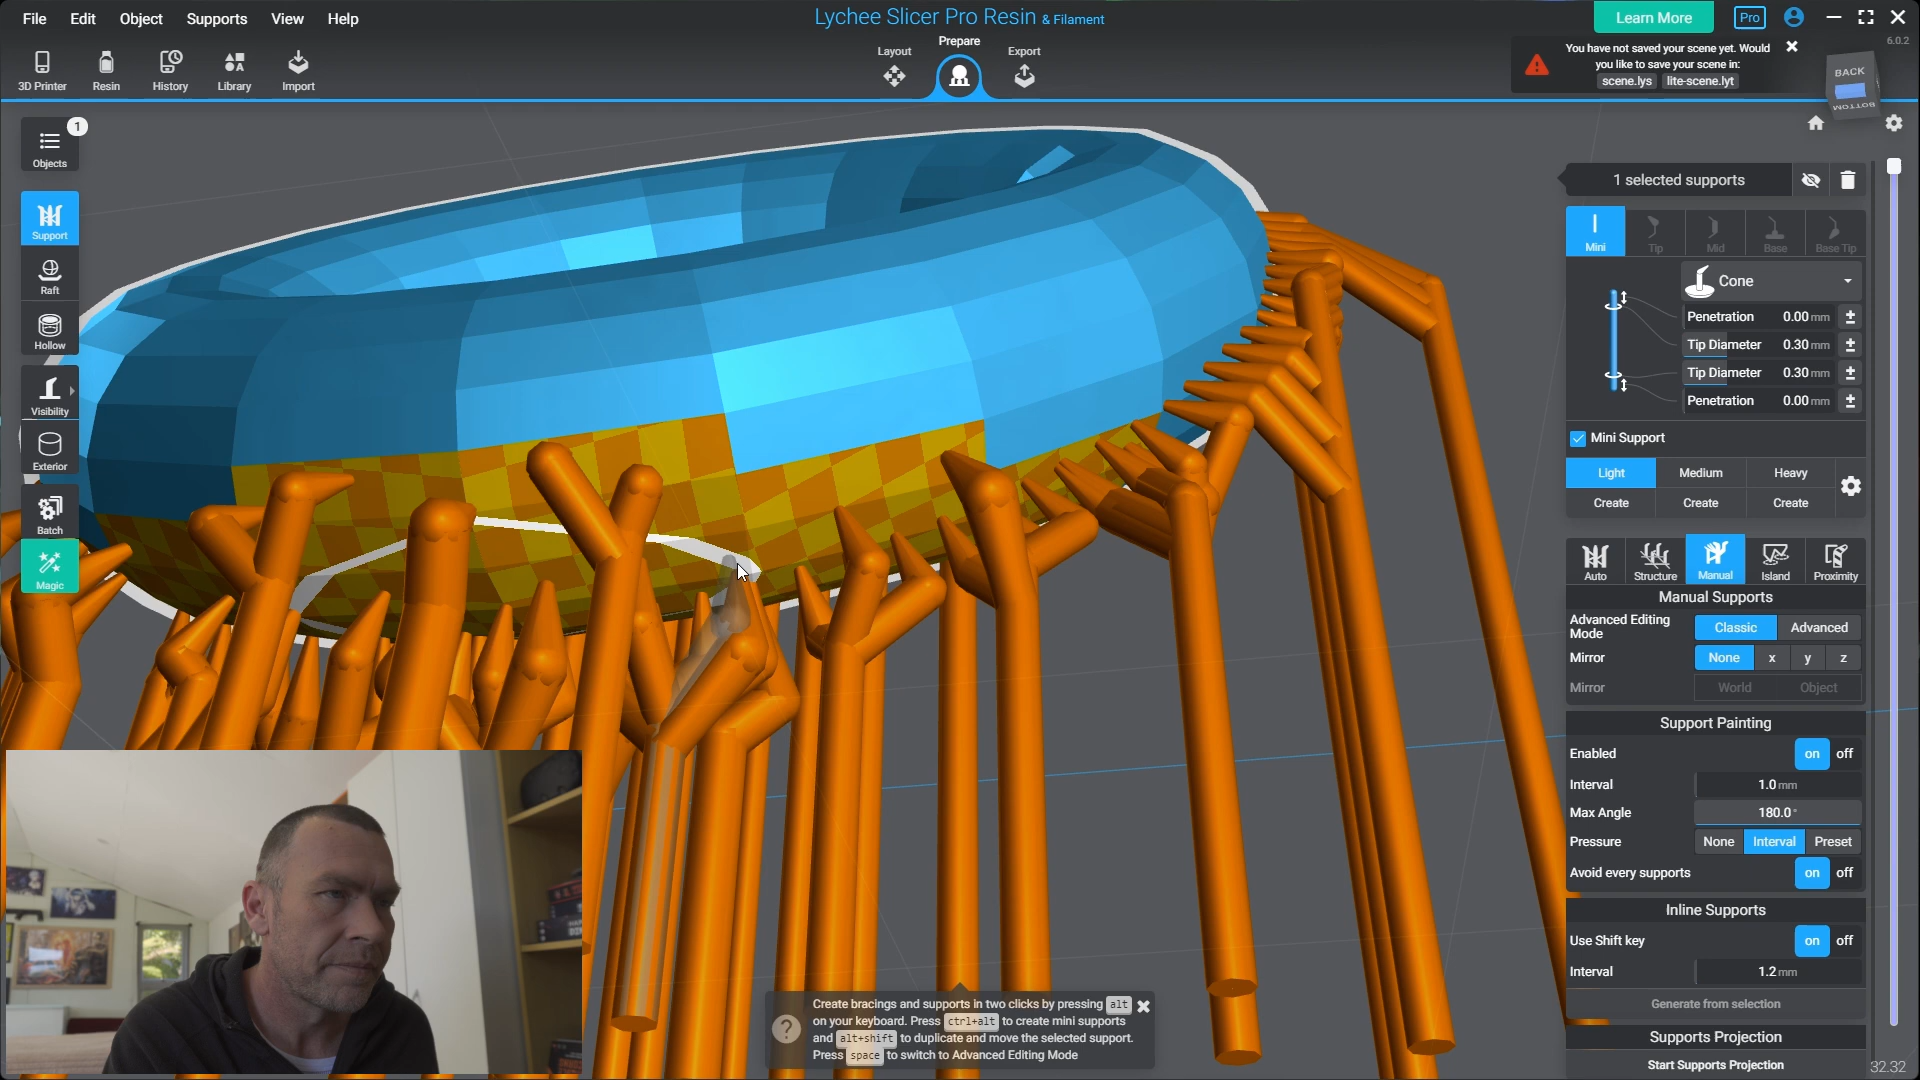 File Edit Object Supports View Help
Lychee Slicer Pro Resin & Filament
Learn More Pro
6.0.2
3D Printer Resin History Library Import
Layout Prepare Export
You have not saved your scene yet. Would
you like to save your scene in:
scene.lys lite-scene.lyt
BACK
BOTTOM
1
Objects
Support
Raft
Hollow
Visibility
Exterior
Batch
Magic
1 selected supports
Mini Tip Mid Base Base Tip
Cone
Penetration 0.00 mm
Tip Diameter 0.30 mm
Tip Diameter 0.30 mm
Penetration 0.00 mm
Mini Support
Light Medium Heavy
Create Create Create
Auto Structure Manual Island Proximity
Manual Supports
Advanced Editing
Mode
Classic Advanced
Mirror None x y z
Mirror World Object
Support Painting
Enabled on off
Interval 1.0 mm
Max Angle 180.0 °
Pressure None Interval Preset
Avoid every supports on off
Inline Supports
Use Shift key on off
Interval 1.2 mm
Generate from selection
Supports Projection
Start Supports Projection
32.32
?
Create bracings and supports in two clicks by pressing alt
on your keyboard. Press ctrl+alt to create mini supports
and alt+shift to duplicate and move the selected support.
Press space to switch to Advanced Editing Mode